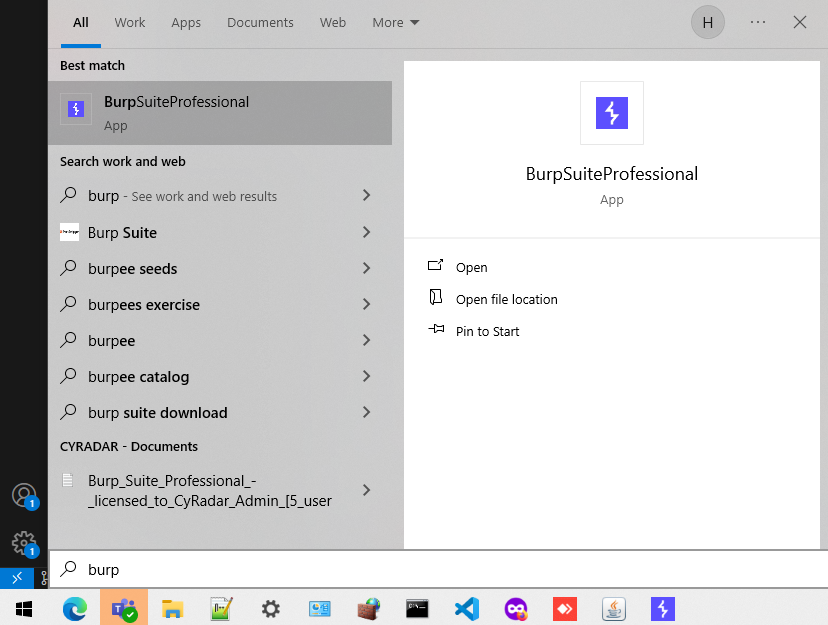 All Work Apps Documents Web More H
Best match
BurpSuiteProfessional
App
Search work and web
burp - See work and web results
Burp Suite
burpee seeds
burpees exercise
burpee
burpee catalog
burp suite download
CYRADAR - Documents
Burp_Suite_Professional_-
_licensed_to_CyRadar_Admin_[5_user
BurpSuiteProfessional
App
Open
Open file location
Pin to Start
1
1
burp